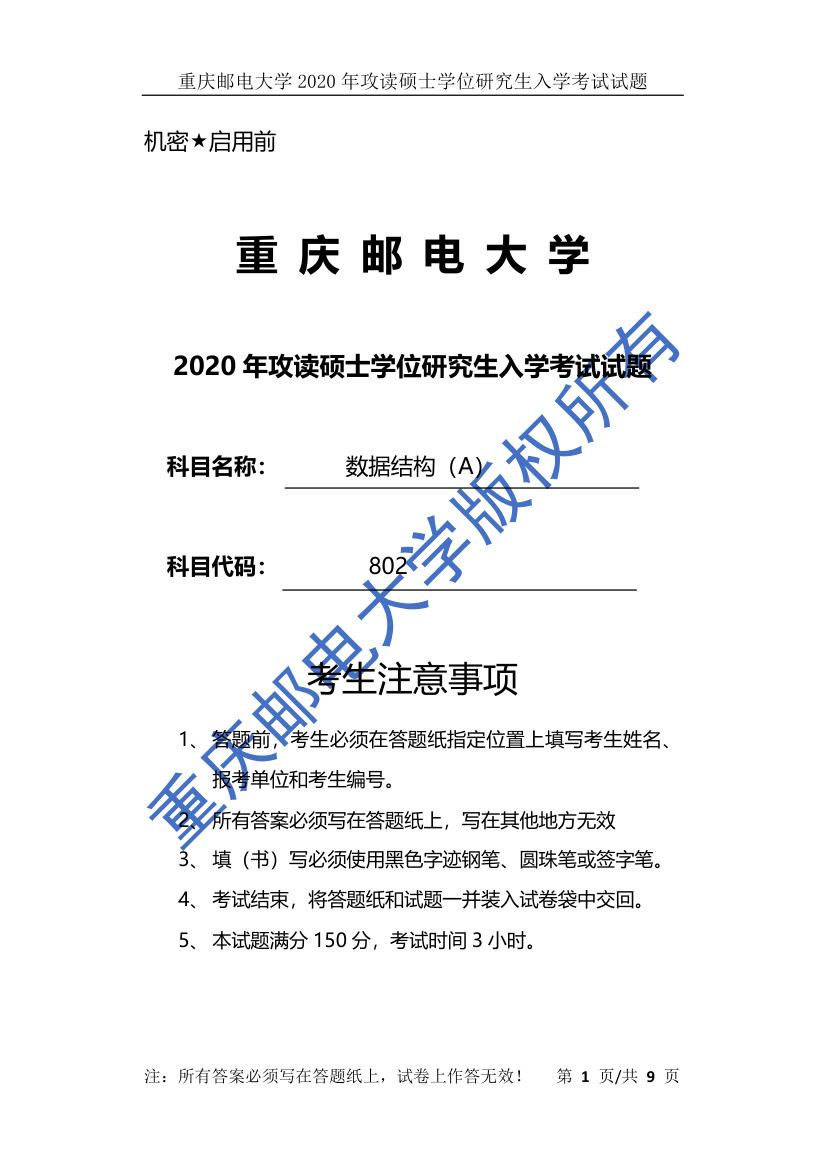 重庆邮电大学 2020 年攻读硕士学位研究生入学考试试题
机密★启用前
重 庆 邮 电 大 学
2020 年攻读硕士学位研究生入学考试试题
科目名称： 数据结构（A）
科目代码： 802
考生注意事项
1、 答题前，考生必须在答题纸指定位置上填写考生姓名、
报考单位和考生编号。
2、 所有答案必须写在答题纸上，写在其他地方无效
3、 填（书）写必须使用黑色字迹钢笔、圆珠笔或签字笔。
4、 考试结束，将答题纸和试题一并装入试卷袋中交回。
5、 本试题满分 150 分，考试时间 3 小时。
重庆邮电大学版权所有
注：所有答案必须写在答题纸上，试卷上作答无效！ 第 1 页/共 9 页